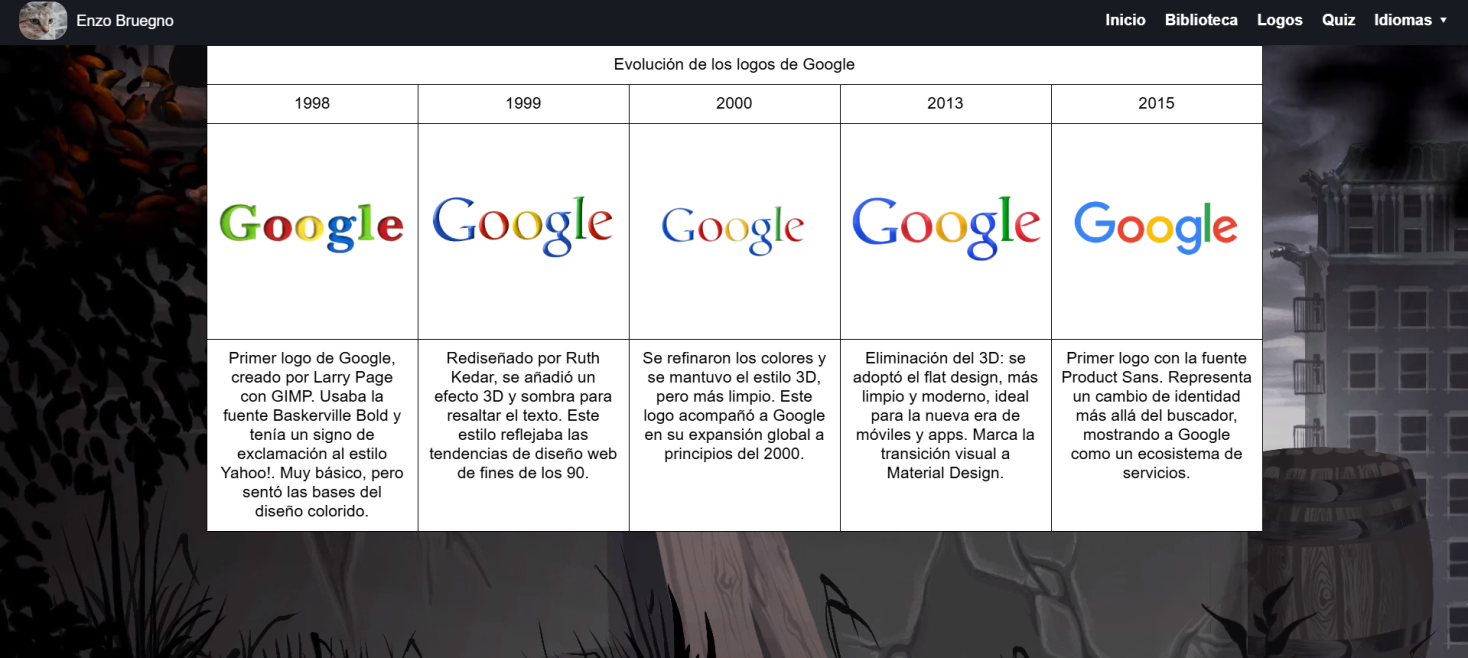 Enzo Bruegno
Inicio Biblioteca Logos Quiz Idiomas
Evolución de los logos de Google
1998
1999
2000
2013
2015
Google
Google
Google
Google
Google
Primer logo de Google,
creado por Larry Page
con GIMP. Usaba la
fuente Baskerville Bold y
tenía un signo de
exclamación al estilo
Yahoo!. Muy básico, pero
sentó las bases del
diseño colorido.
Rediseñado por Ruth
Kedar, se añadió un
efecto 3D y sombra para
resaltar el texto. Este
estilo reflejaba las
tendencias de diseño web
de fines de los 90.
Se refinaron los colores y
se mantuvo el estilo 3D,
pero más limpio. Este
logo acompañó a Google
en su expansión global a
principios del 2000.
Eliminación del 3D: se
adoptó el flat design, más
limpio y moderno, ideal
para la nueva era de
móviles y apps. Marca la
transición visual a
Material Design.
Primer logo con la fuente
Product Sans. Representa
un cambio de identidad
más allá del buscador,
mostrando a Google
como un ecosistema de
servicios.